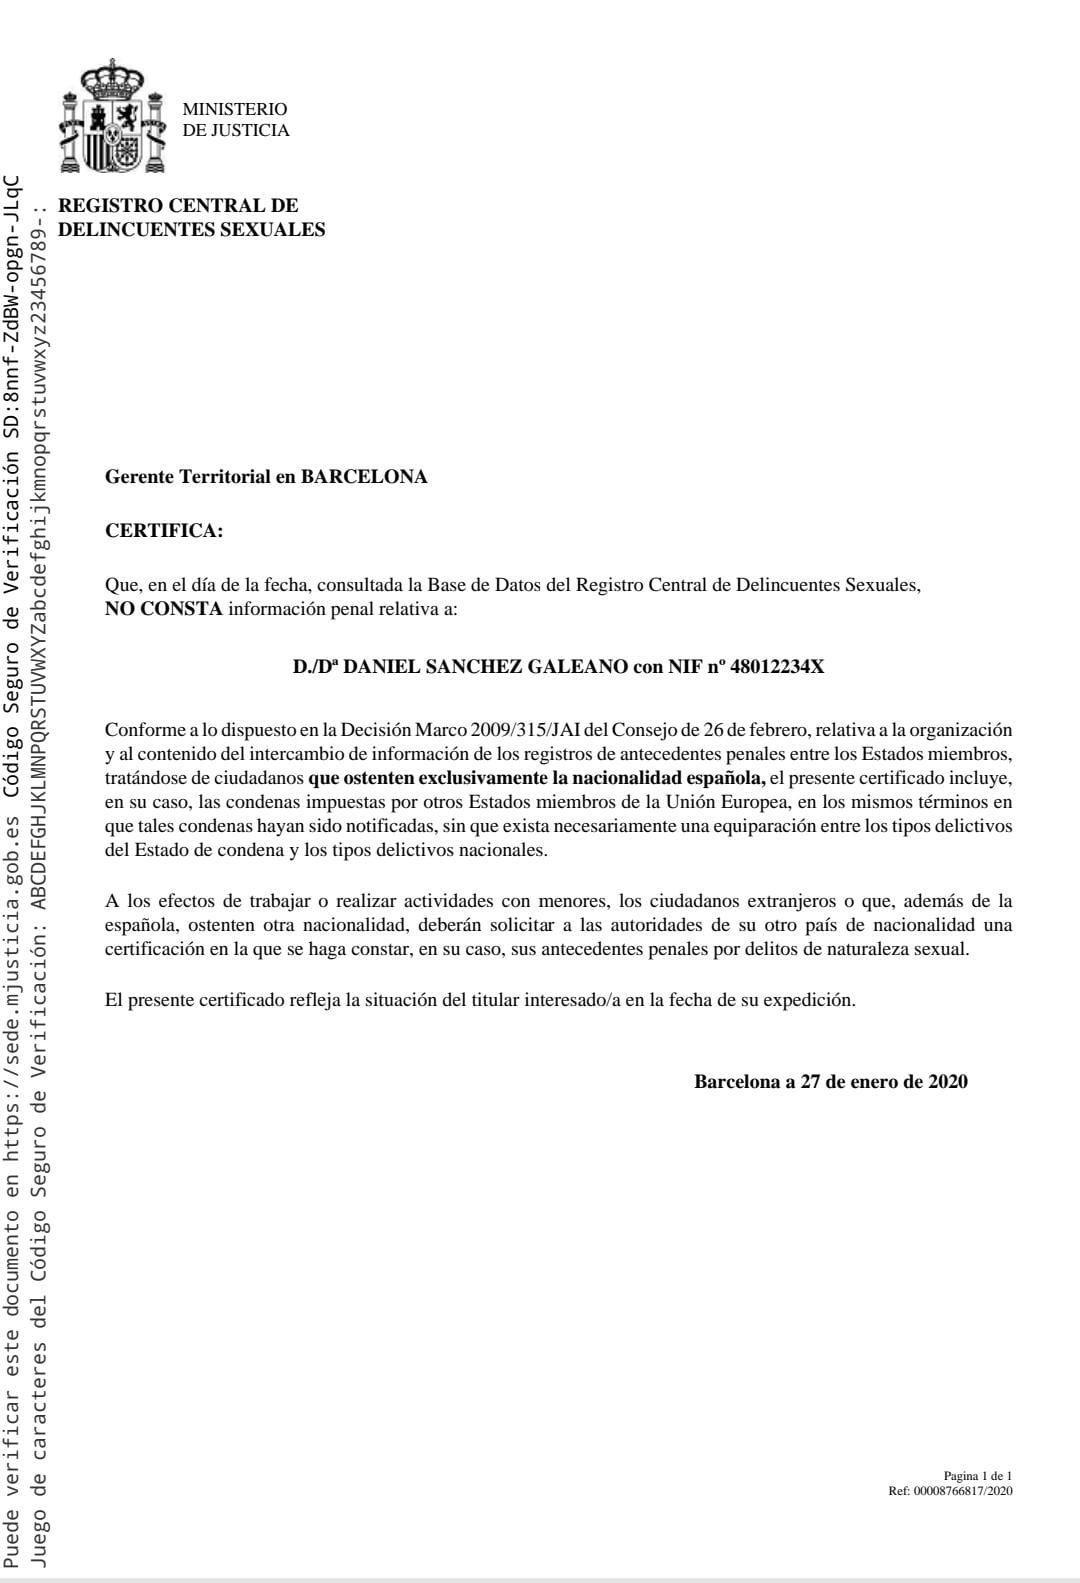 MINISTERIO
DE JUSTICIA
REGISTRO CENTRAL DE
DELINCUENTES SEXUALES
Gerente Territorial en BARCELONA
CERTIFICA:
Que, en el día de la fecha, consultada la Base de Datos del Registro Central de Delincuentes Sexuales,
NO CONSTA información penal relativa a:
D./Dª DANIEL SANCHEZ GALEANO con NIF nº 48012234X
Conforme a lo dispuesto en la Decisión Marco 2009/315/JAI del Consejo de 26 de febrero, relativa a la organización
y al contenido del intercambio de información de los registros de antecedentes penales entre los Estados miembros,
tratándose de ciudadanos que ostenten exclusivamente la nacionalidad española, el presente certificado incluye,
en su caso, las condenas impuestas por otros Estados miembros de la Unión Europea, en los mismos términos en
que tales condenas hayan sido notificadas, sin que exista necesariamente una equiparación entre los tipos delictivos
del Estado de condena y los tipos delictivos nacionales.
A los efectos de trabajar o realizar actividades con menores, los ciudadanos extranjeros o que, además de la
española, ostenten otra nacionalidad, deberán solicitar a las autoridades de su otro país de nacionalidad una
certificación en la que se haga constar, en su caso, sus antecedentes penales por delitos de naturaleza sexual.
El presente certificado refleja la situación del titular interesado/a en la fecha de su expedición.
Barcelona a 27 de enero de 2020
Pagina 1 de 1
Ref: 00008766817/2020
Puede verificar este documento en https://sede.mjusticia.gob.es Código Seguro de Verificación SD:8nnf-ZdBW-opgn-JLqC
Juego de caracteres del Código Seguro de Verificación: ABCDEFGHJKLMNPQRSTUVWXYZabcdefghijkmnopqrstuvwxyz23456789-: